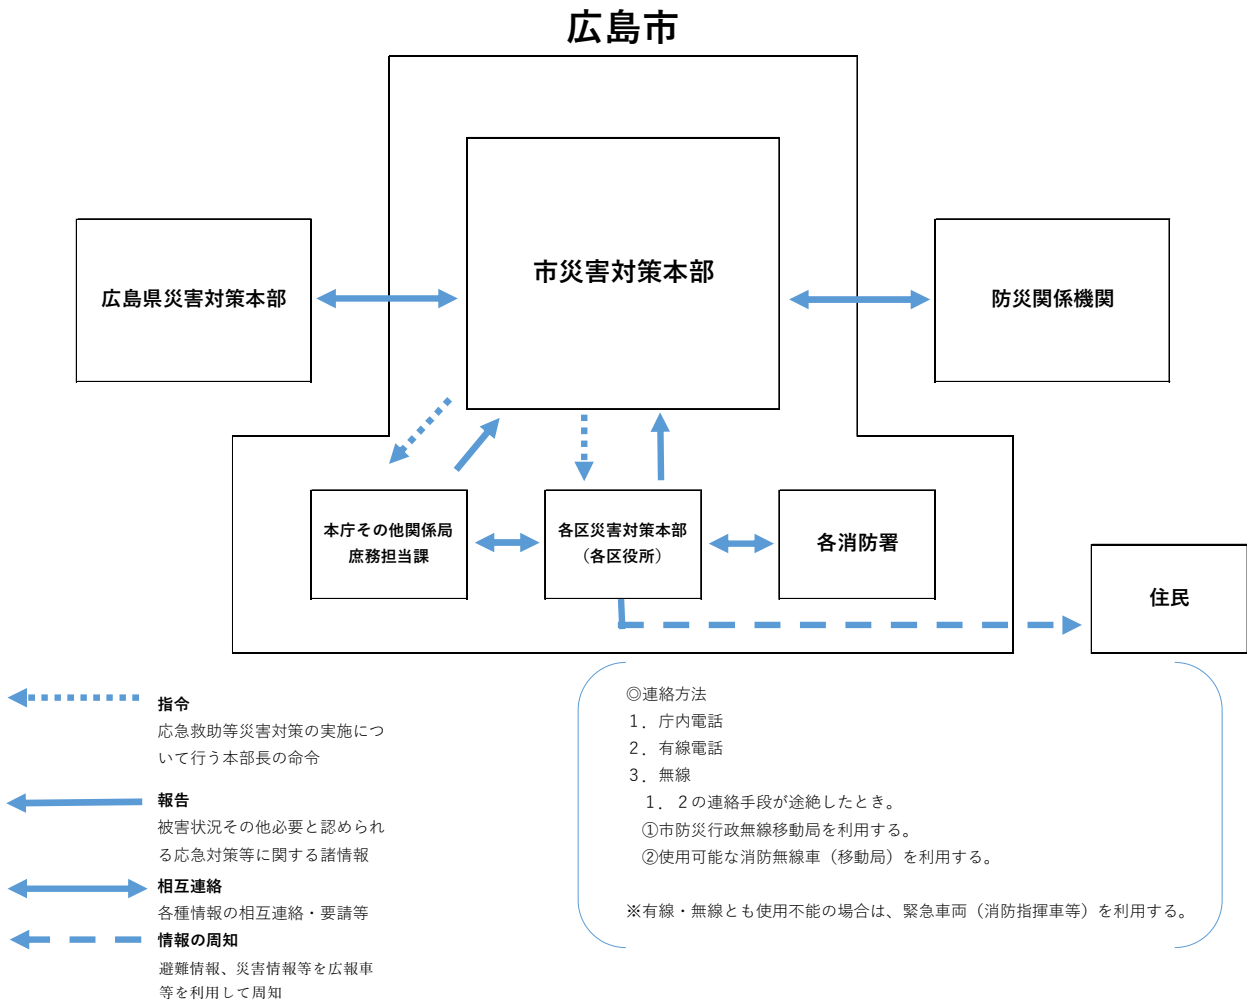 広島市
市災害対策本部
広島県災害対策本部
防災関係機関
本庁その他関係局
庶務担当課
各区災害対策本部
（各区役所）
各消防署
住民
指令
応急救助等災害対策の実施につ
いて行う本部長の命令
報告
被害状況その他必要と認められ
る応急対策等に関する諸情報
相互連絡
各種情報の相互連絡・要請等
情報の周知
避難情報、災害情報等を広報車
等を利用して周知
◎連絡方法
１．庁内電話
２．有線電話
３．無線
１．２の連絡手段が途絶したとき。
①市防災行政無線移動局を利用する。
②使用可能な消防無線車（移動局）を利用する。
※有線・無線とも使用不能の場合は、緊急車両（消防指揮車等）を利用する。